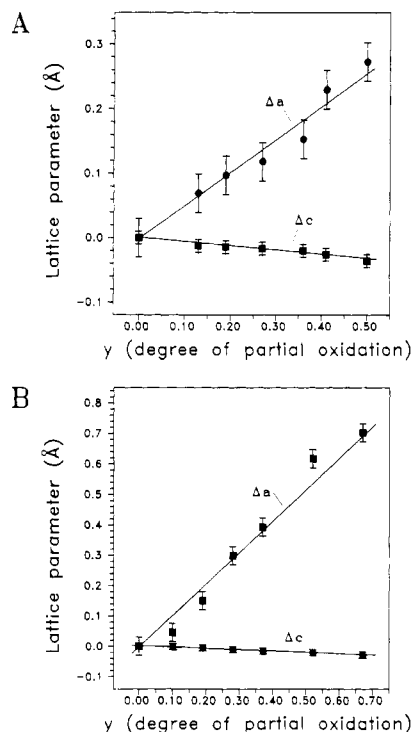 A
0.3
0.2
0.1
0.0
-0.1
Lattice parameter (Å)
Δa
Δc
0.00 0.10 0.20 0.30 0.40 0.50
y (degree of partial oxidation)
B
0.8
0.7
0.6
0.5
0.4
0.3
0.2
0.1
0.0
-0.1
Lattice parameter (Å)
Δa
Δc
0.00 0.10 0.20 0.30 0.40 0.50 0.60 0.70
y (degree of partial oxidation)